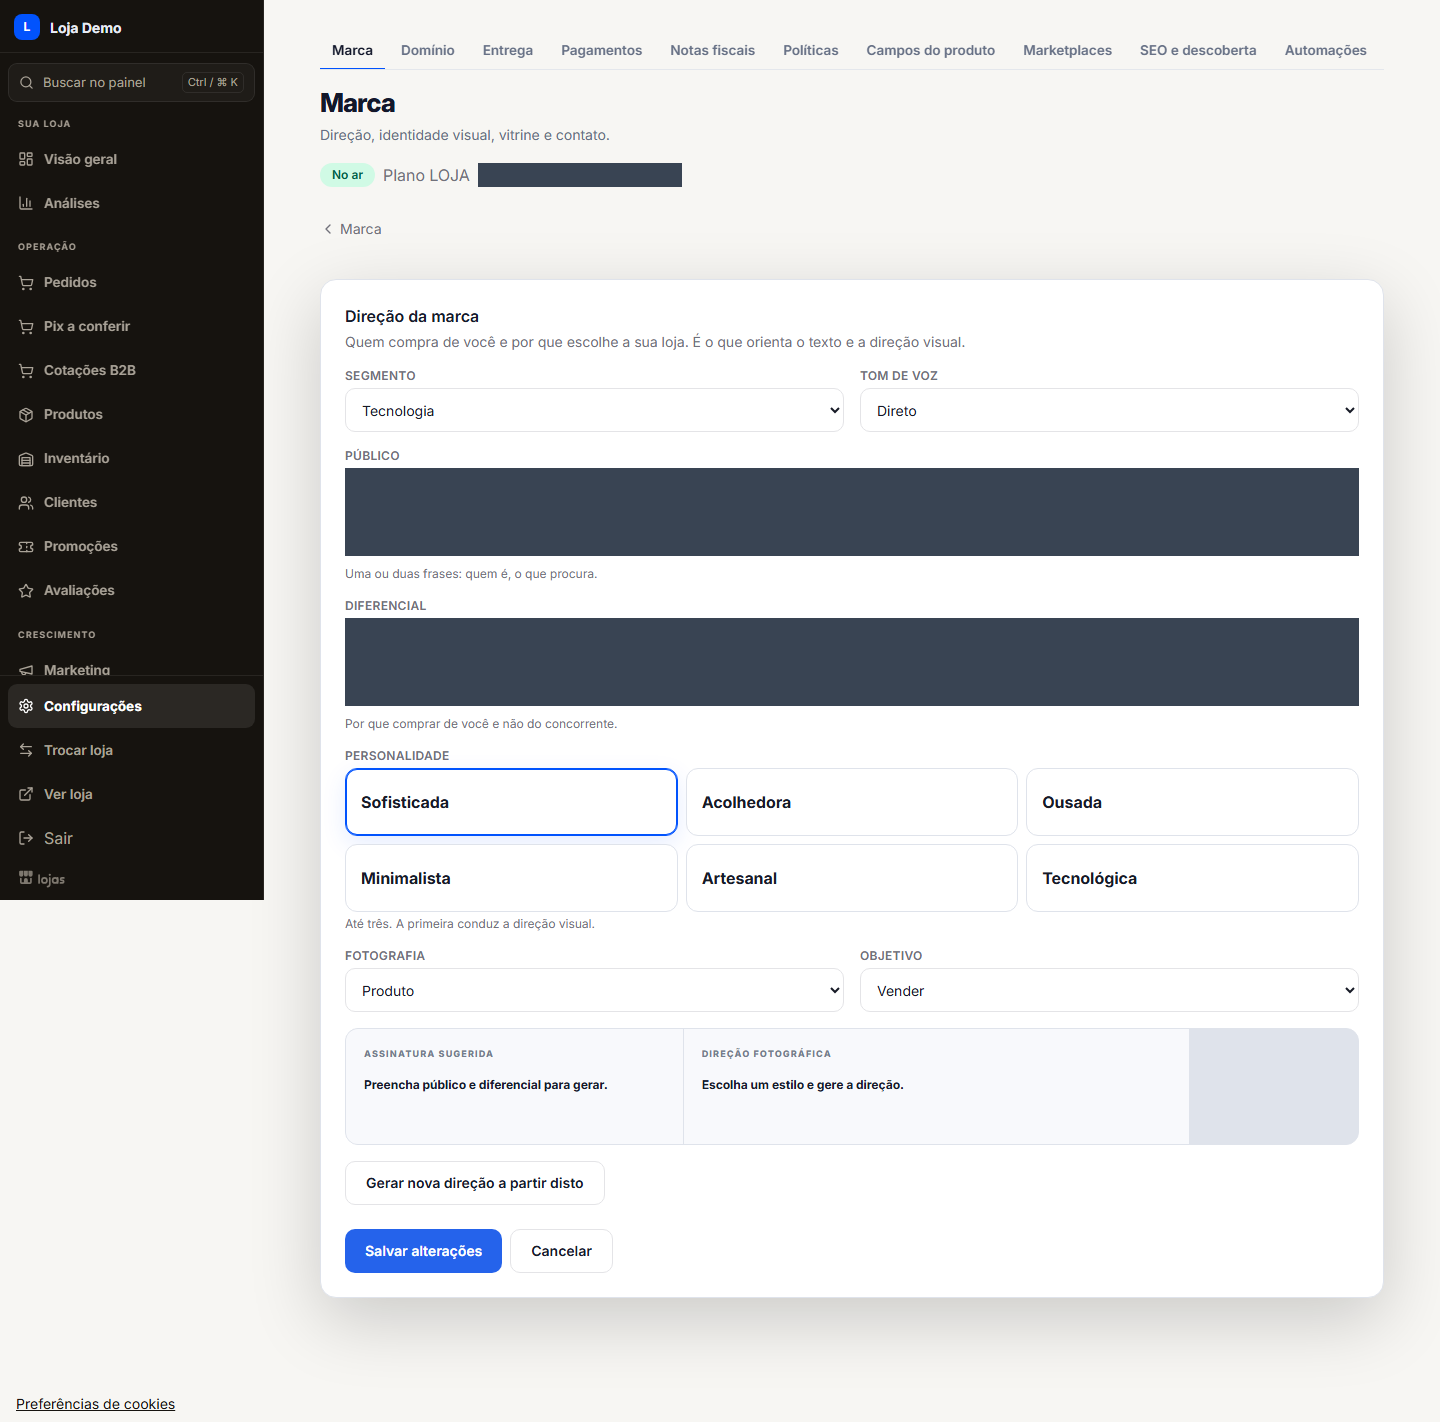 L Loja Demo
Buscar no painel Ctrl / ⌘ K
SUA LOJA
Visão geral
Análises
OPERAÇÃO
Pedidos
Pix a conferir
Cotações B2B
Produtos
Inventário
Clientes
Promoções
Avaliações
CRESCIMENTO
Marketing
Configurações
Trocar loja
Ver loja
Sair
lojas
Marca Domínio Entrega Pagamentos Notas fiscais Políticas Campos do produto Marketplaces SEO e descoberta Automações
Marca
Direção, identidade visual, vitrine e contato.
No ar Plano LOJA
Marca
Direção da marca
Quem compra de você e por que escolhe a sua loja. É o que orienta o texto e a direção visual.
SEGMENTO TOM DE VOZ
Tecnologia Direto
PÚBLICO
Uma ou duas frases: quem é, o que procura.
DIFERENCIAL
Por que comprar de você e não do concorrente.
PERSONALIDADE
Sofisticada Acolhedora Ousada
Minimalista Artesanal Tecnológica
Até três. A primeira conduz a direção visual.
FOTOGRAFIA OBJETIVO
Produto Vender
ASSINATURA SUGERIDA DIREÇÃO FOTOGRÁFICA
Preencha público e diferencial para gerar. Escolha um estilo e gere a direção.
Gerar nova direção a partir disto
Salvar alterações Cancelar
Preferências de cookies